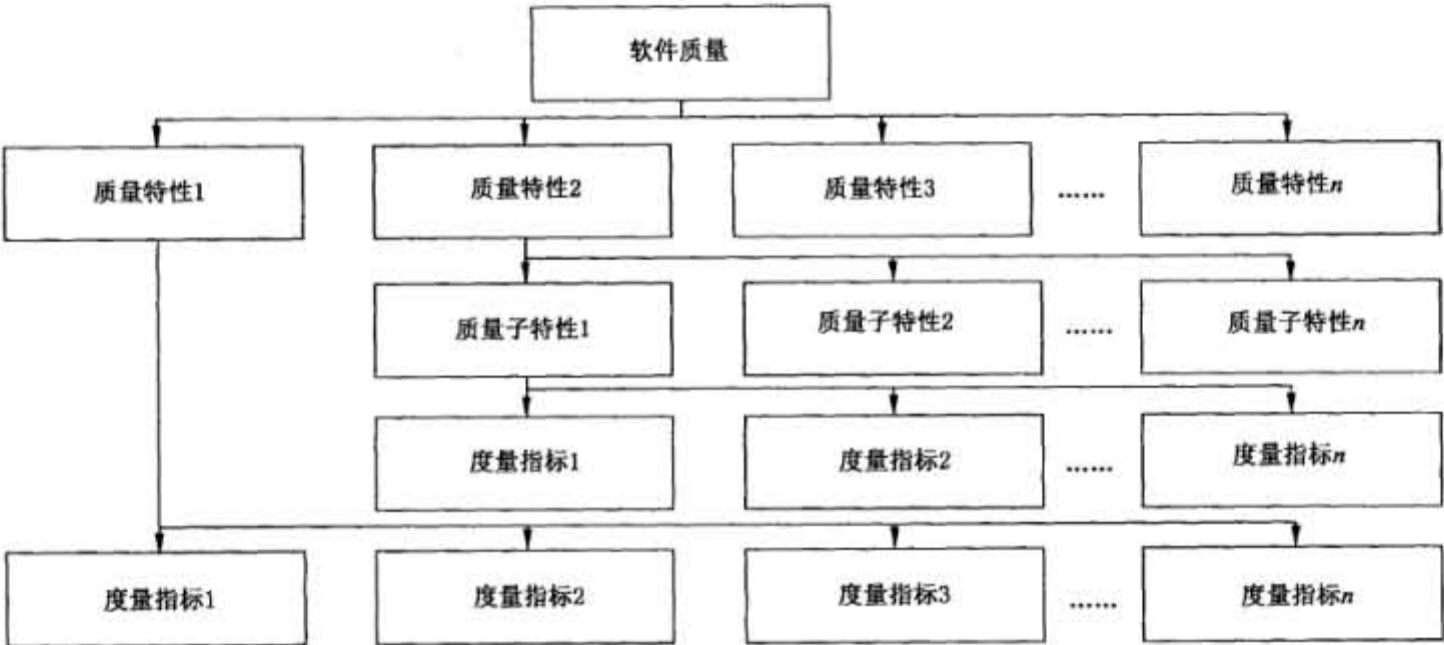 软件质量
质量特性1
质量特性2
质量特性3
……
质量特性n
质量子特性1
质量子特性2
……
质量子特性n
度量指标1
度量指标2
……
度量指标n
度量指标1
度量指标2
度量指标3
……
度量指标n